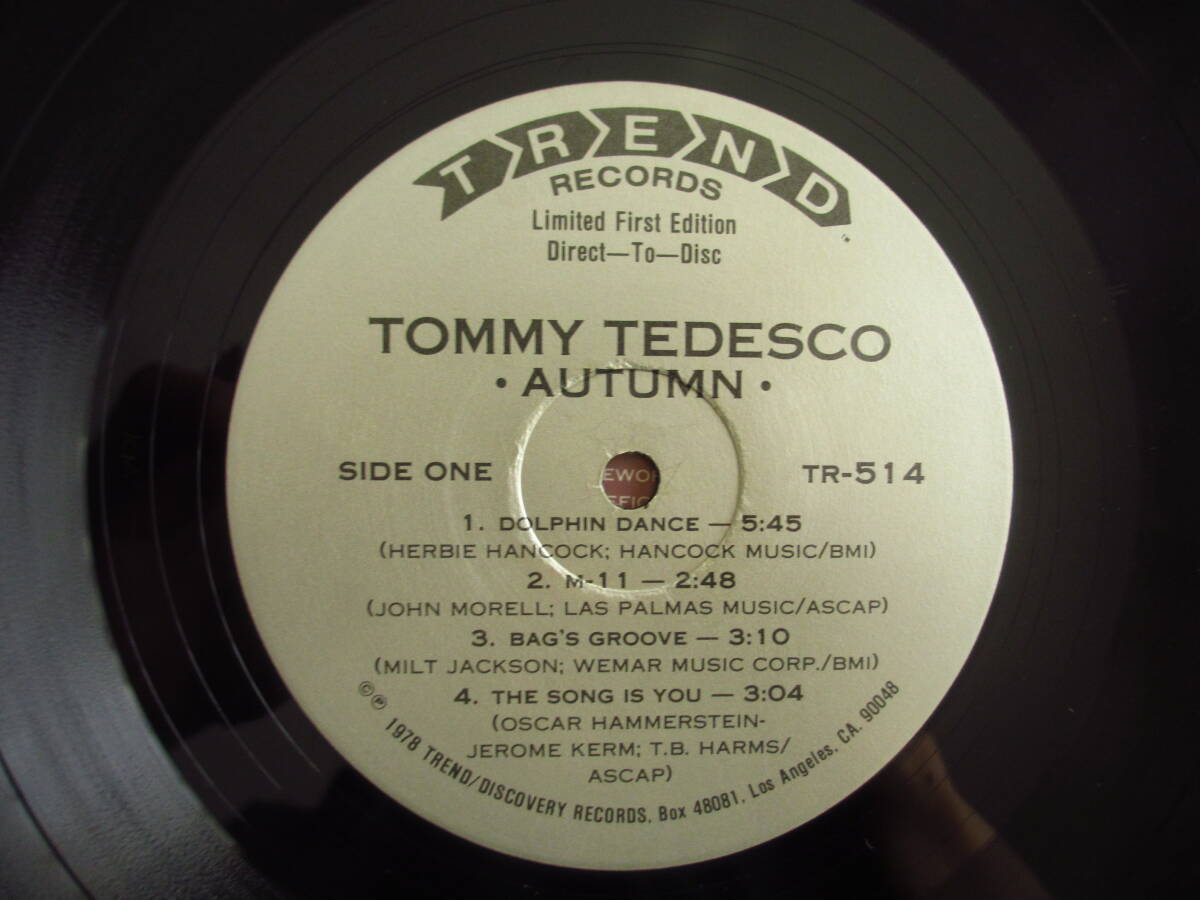 TREND
RECORDS
™
Limited First Edition
Direct—To—Disc
TOMMY TEDESCO
• AUTUMN •
SIDE ONE
TR-514
1. DOLPHIN DANCE — 5:45
(HERBIE HANCOCK; HANCOCK MUSIC/BMI)
2. M-11 — 2:48
(JOHN MORELL; LAS PALMAS MUSIC/ASCAP)
3. BAG'S GROOVE — 3:10
(MILT JACKSON; WEMAR MUSIC CORP./BMI)
4. THE SONG IS YOU — 3:04
(OSCAR HAMMERSTEIN-
JEROME KERM; T.B. HARMS/
ASCAP)
©℗ 1978 TREND/DISCOVERY RECORDS, Box 48081, Los Angeles, CA. 90048